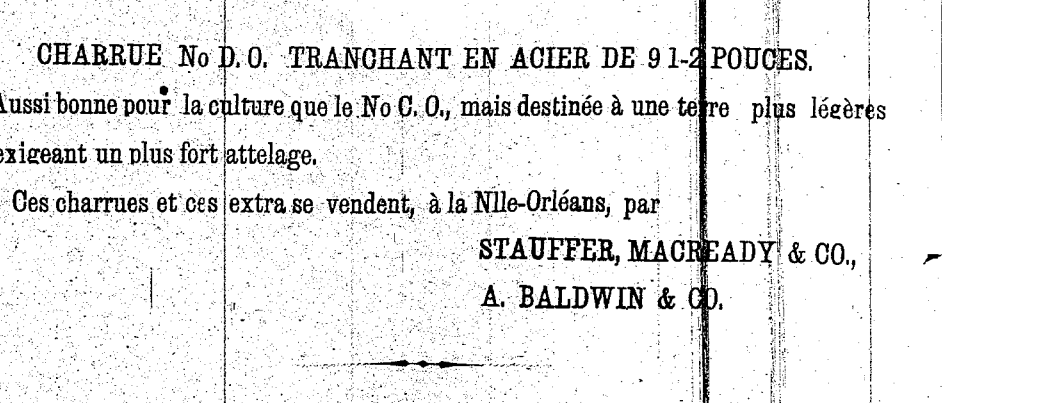 CHARRUE No D. O. TRANCHANT EN ACIER DE 9 1-2 POUCES.
Aussi bonne pour la culture que le No C. O., mais destinée à une terre plus légères
exigeant un plus fort attelage.
Ces charrues et ces extra se vendent, à la Nlle-Orléans, par
STAUFFER, MACREADY & CO.,
A. BALDWIN & CO.